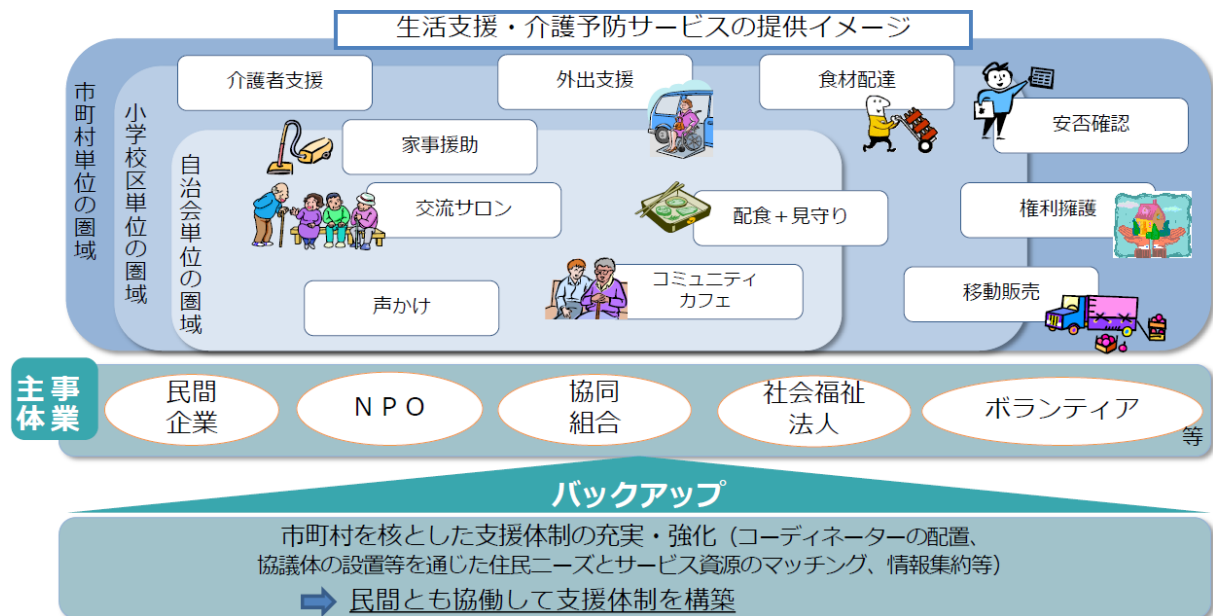 生活支援・介護予防サービスの提供イメージ
市町村単位の圏域
小学校区単位の圏域
自治会単位の圏域
介護者支援
外出支援
食材配達
安否確認
家事援助
交流サロン
配食＋見守り
権利擁護
声かけ
コミュニティ
カフェ
移動販売
事業
主体
民間
企業
ＮＰＯ
協同
組合
社会福祉
法人
ボランティア
等
バックアップ
市町村を核とした支援体制の充実・強化（コーディネーターの配置、
協議体の設置等を通じた住民ニーズとサービス資源のマッチング、情報集約等）
民間とも協働して支援体制を構築